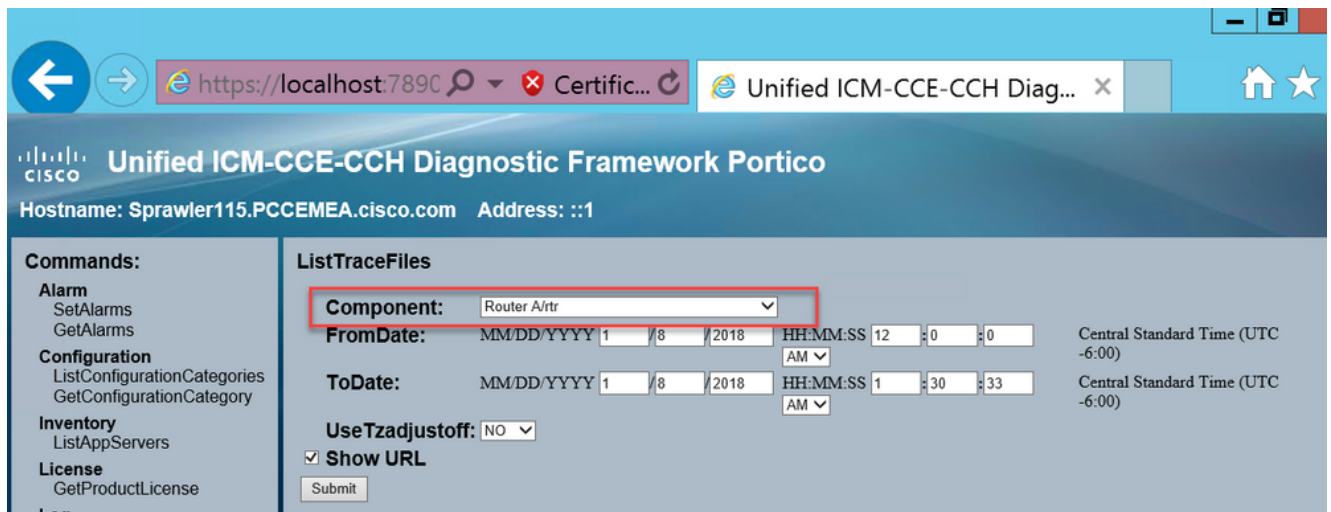 https://localhost:7890 Certific... Unified ICM-CCE-CCH Diag...
CISCO Unified ICM-CCE-CCH Diagnostic Framework Portico
Hostname: Sprawler115.PCCEMEA.cisco.com Address: ::1
Commands:
Alarm
SetAlarms
GetAlarms
Configuration
ListConfigurationCategories
GetConfigurationCategory
Inventory
ListAppServers
License
GetProductLicense
ListTraceFiles
Component: Router A/rtr
FromDate: MM/DD/YYYY 1 /8 /2018 HH:MM:SS 12 :0 :0 Central Standard Time (UTC
AM -6:00)
ToDate: MM/DD/YYYY 1 /8 /2018 HH:MM:SS 1 :30 :33 Central Standard Time (UTC
AM -6:00)
UseTzadjustoff: NO
Show URL
Submit